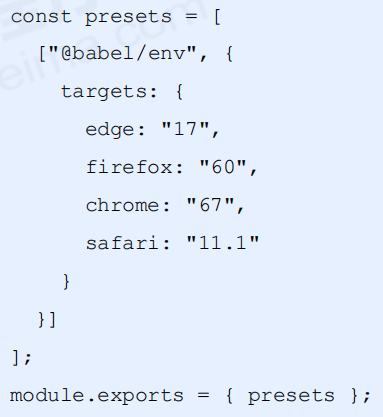 const presets = [
  ["@babel/env", {
    targets: {
      edge: "17",
      firefox: "60",
      chrome: "67",
      safari: "11.1"
    }
  }]
];
module.exports = { presets };